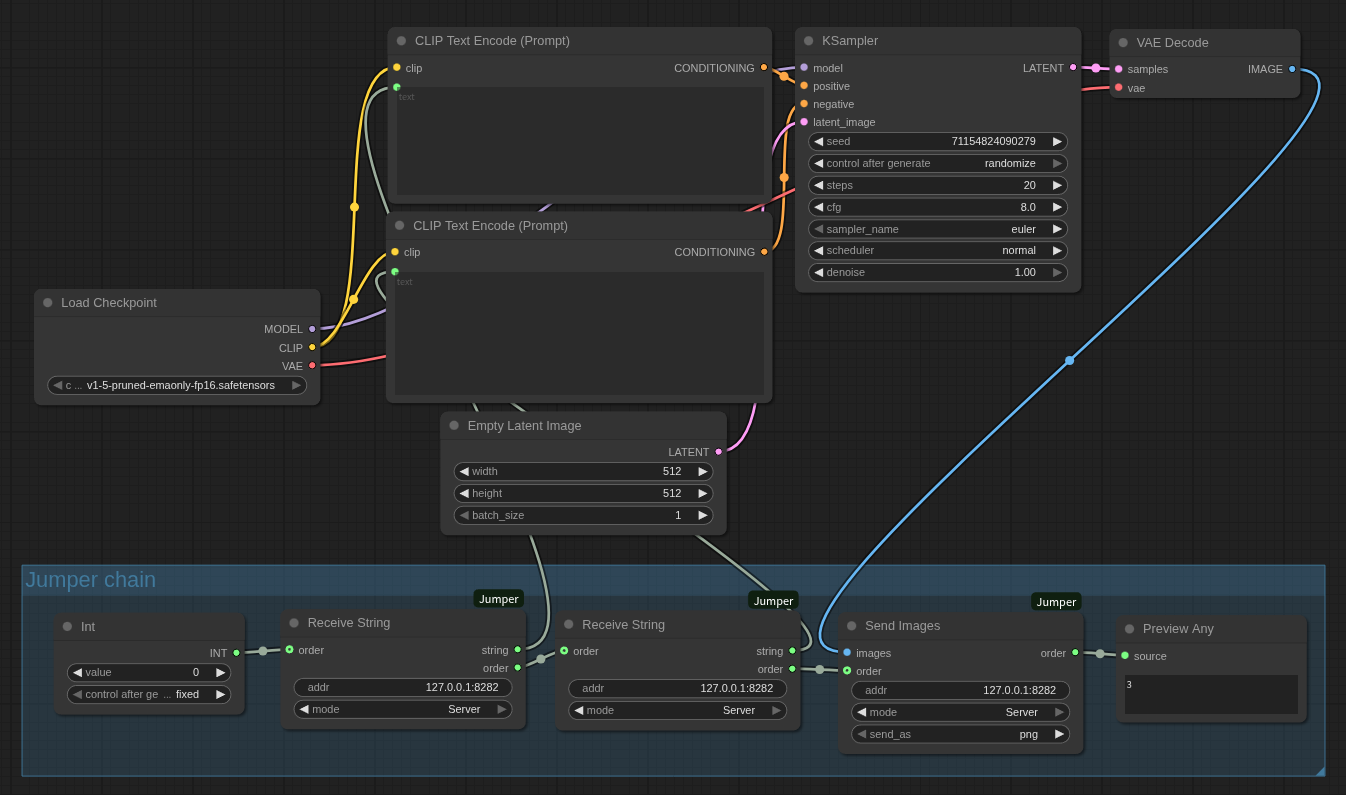 CLIP Text Encode (Prompt)
clip
CONDITIONING
text
CLIP Text Encode (Prompt)
clip
CONDITIONING
text
KSampler
model
LATENT
positive
negative
latent_image
seed 71154824090279
control after generate randomize
steps 20
cfg 8.0
sampler_name euler
scheduler normal
denoise 1.00
VAE Decode
samples
IMAGE
vae
Load Checkpoint
MODEL
CLIP
VAE
c ... v1-5-pruned-emaonly-fp16.safetensors
Empty Latent Image
LATENT
width 512
height 512
batch_size 1
Jumper chain
Int
INT
value 0
control after ge ... fixed
Jumper
Receive String
order
string
order
addr 127.0.0.1:8282
mode Server
Jumper
Receive String
order
string
order
addr 127.0.0.1:8282
mode Server
Jumper
Send Images
images
order
order
addr 127.0.0.1:8282
mode Server
send_as png
Preview Any
source
3